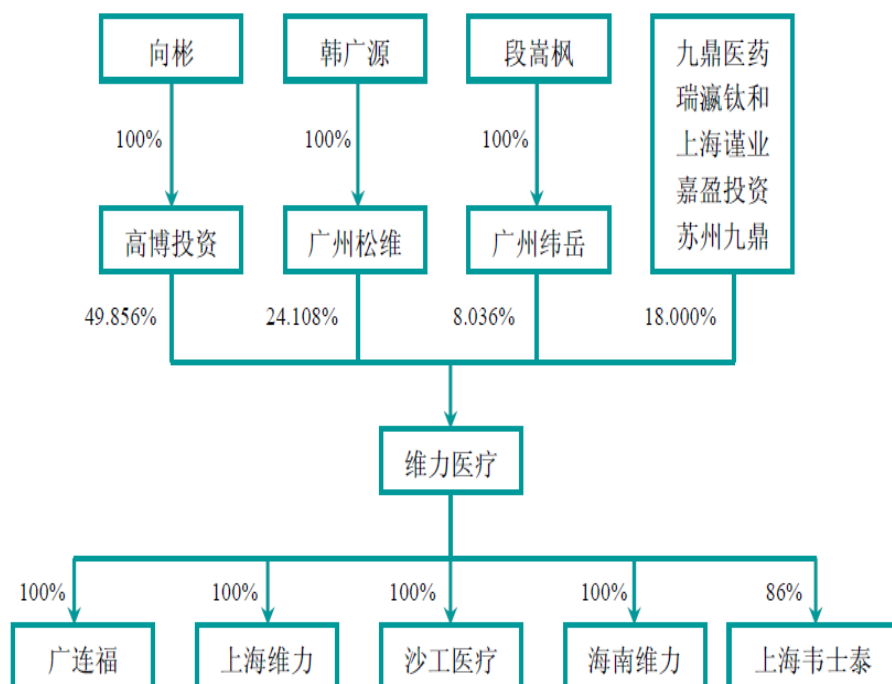 向彬
韩广源
段嵩枫
九鼎医药
瑞瀛钛和
上海谨业
嘉盈投资
苏州九鼎
100%
100%
100%
高博投资
广州松维
广州纬岳
49.856%
24.108%
8.036%
18.000%
维力医疗
100%
100%
100%
100%
86%
广连福
上海维力
沙工医疗
海南维力
上海韦士泰